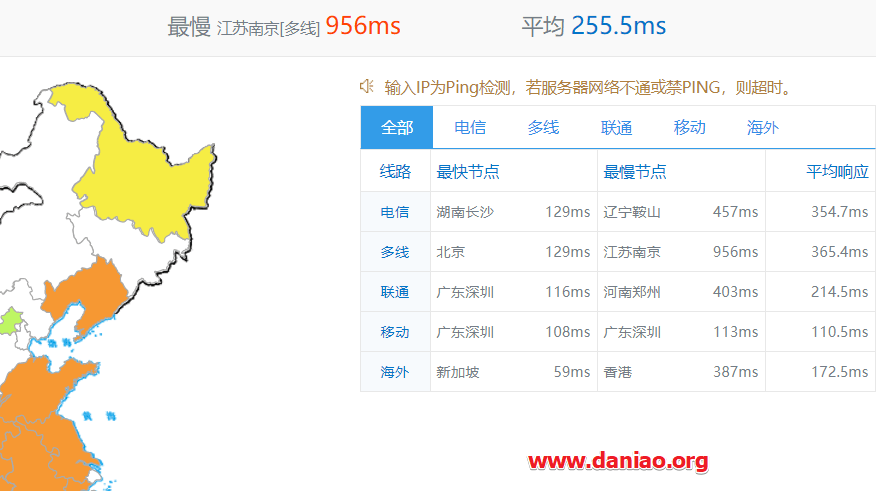 最慢 江苏南京[多线] 956ms 平均 255.5ms
输入IP为Ping检测，若服务器网络不通或禁PING，则超时。
全部 电信 多线 联通 移动 海外
线路 最快节点 最慢节点 平均响应
电信 湖南长沙 129ms 辽宁鞍山 457ms 354.7ms
多线 北京 129ms 江苏南京 956ms 365.4ms
联通 广东深圳 116ms 河南郑州 403ms 214.5ms
移动 广东深圳 108ms 广东深圳 113ms 110.5ms
海外 新加坡 59ms 香港 387ms 172.5ms
www.daniao.org